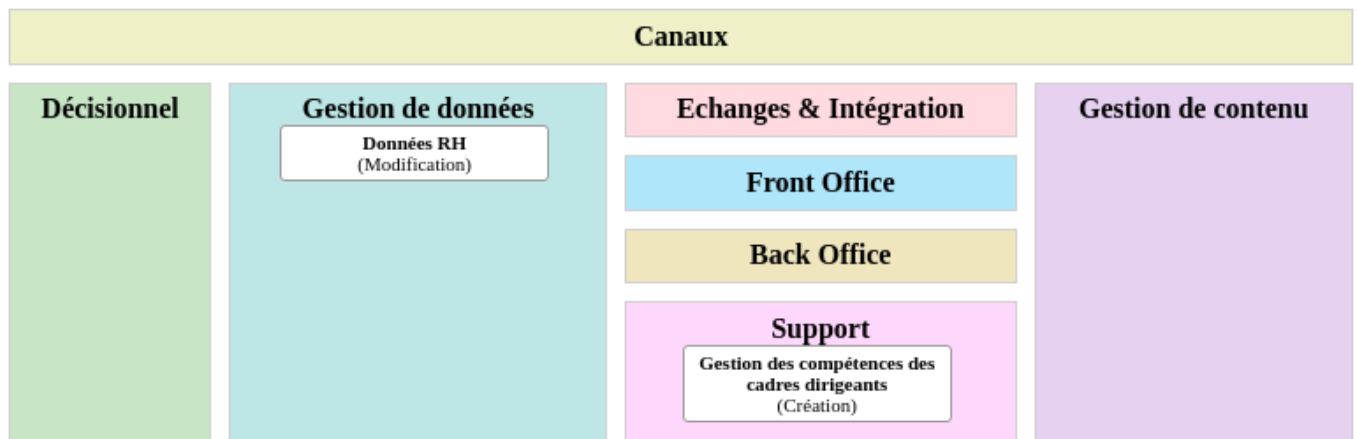 Canaux
Décisionnel
Gestion de données
Données RH
(Modification)
Echanges & Intégration
Front Office
Back Office
Support
Gestion des compétences des
cadres dirigeants
(Création)
Gestion de contenu